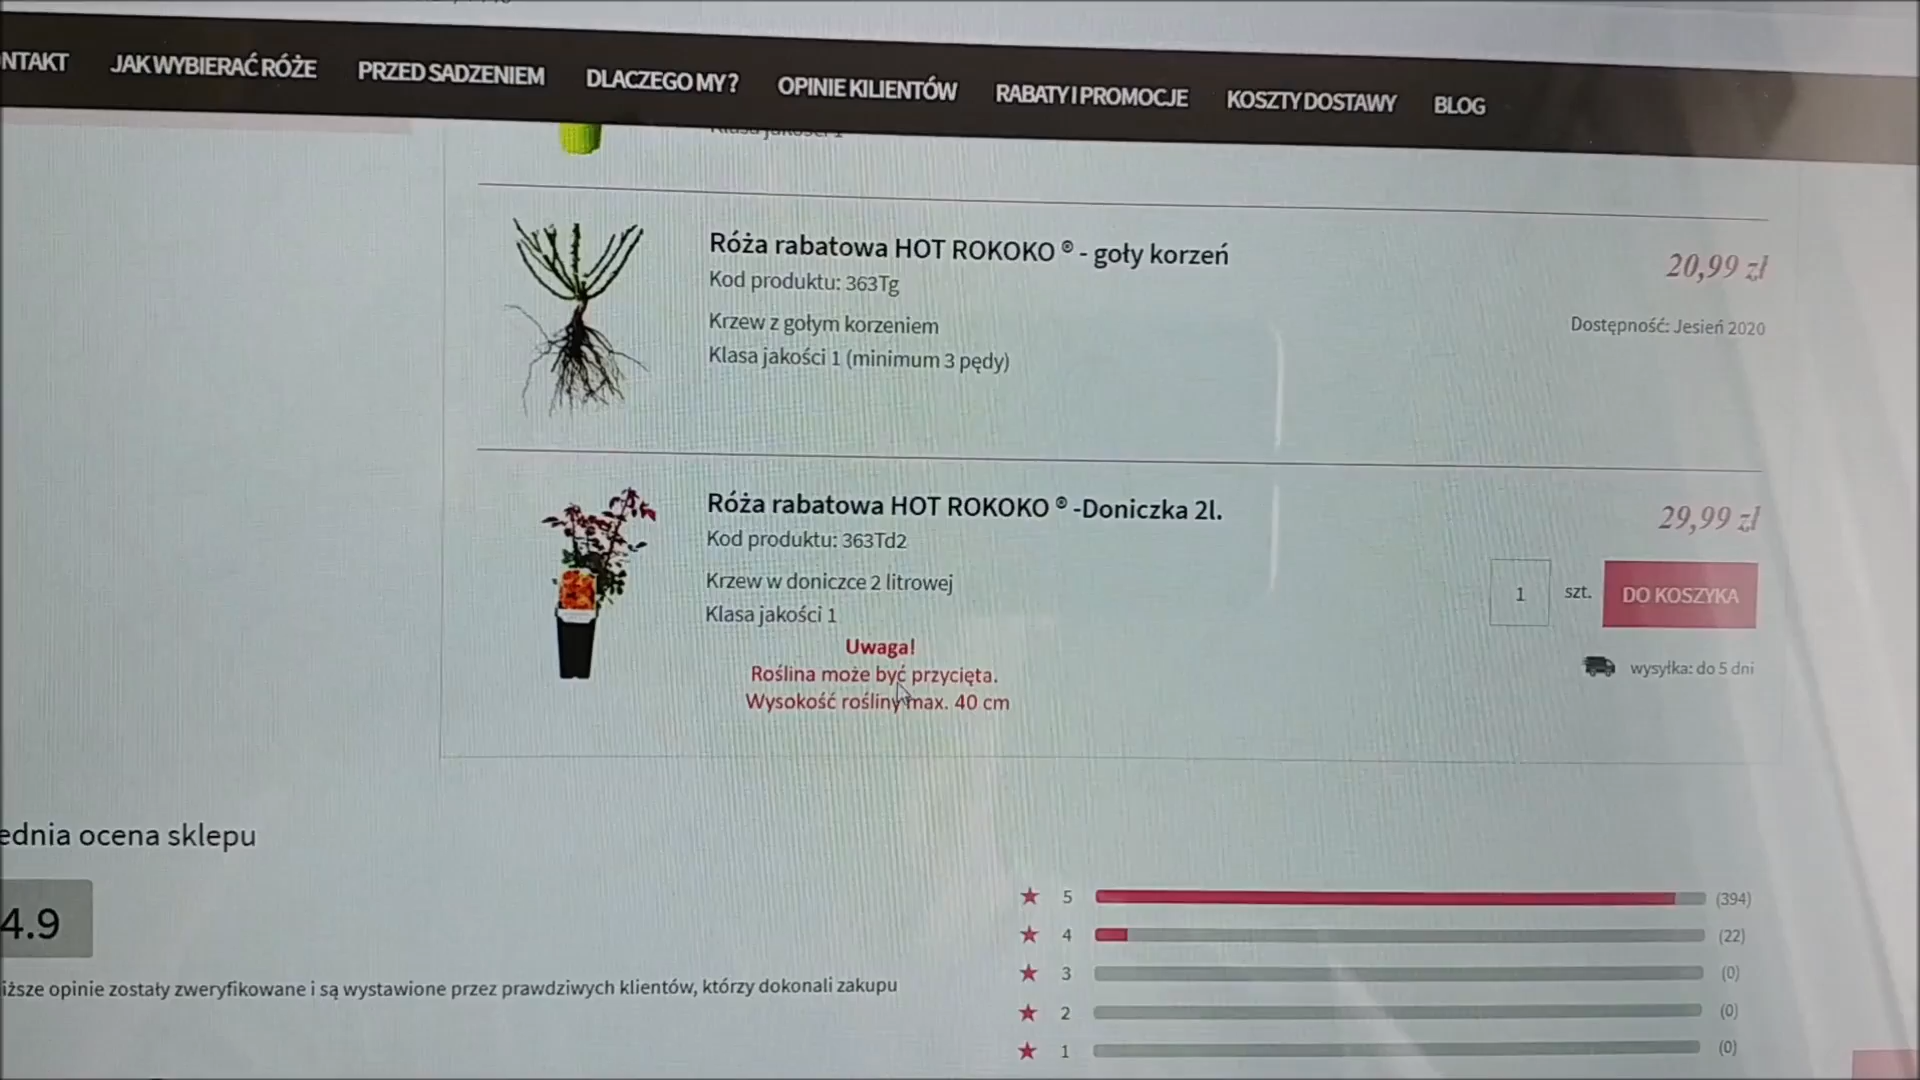 NTAKT JAK WYBIERAĆ RÓŻE PRZED SADZENIEM DLACZEGO MY? OPINIE KILIENTÓW RABATY I PROMOCJE KOSZTY DOSTAWY BLOG
Klasa jakości 1
Róża rabatowa HOT ROKOKO ® - goły korzeń
20,99 zł
Kod produktu: 363Tg
Krzew z gołym korzeniem
Dostępność: Jesień 2020
Klasa jakości 1 (minimum 3 pędy)
Róża rabatowa HOT ROKOKO ® -Doniczka 2l.
29,99 zł
Kod produktu: 363Td2
Krzew w doniczce 2 litrowej
1 szt. DO KOSZYKA
Klasa jakości 1
Uwaga!
Roślina może być przycięta.
wysyłka: do 5 dni
Wysokość rośliny max. 40 cm
ednia ocena sklepu
4.9
iższe opinie zostały zweryfikowane i są wystawione przez prawdziwych klientów, którzy dokonali zakupu
5 (394)
4 (22)
3 (0)
2 (0)
1 (0)